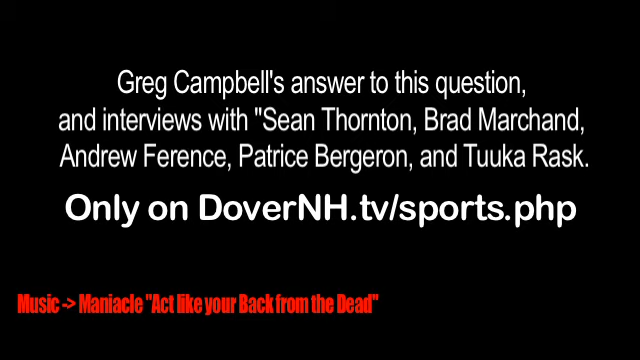 Greg Campbell's answer to this question,
and interviews with "Sean Thornton, Brad Marchand,
Andrew Ference, Patrice Bergeron, and Tuuka Rask.
Only on DoverNH.tv/sports.php
Music -> Maniacle "Act like your Back from the Dead"